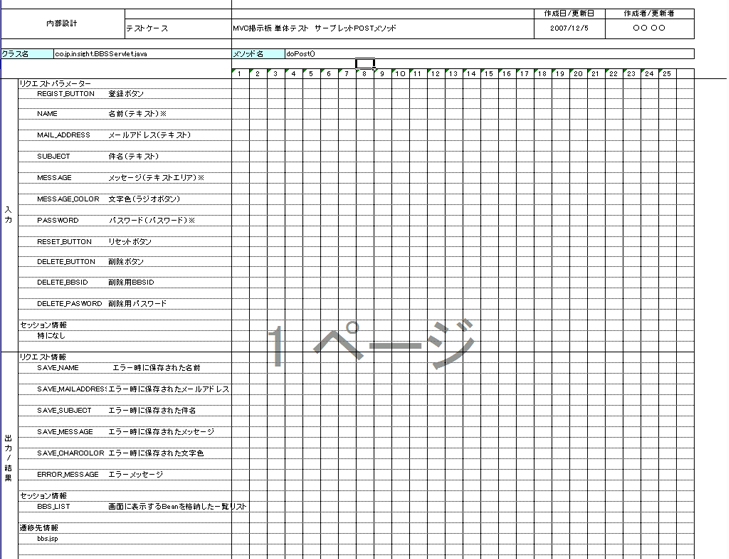 内部設計
テストケース
MVC掲示板 単体テスト サーブレットPOSTメソッド
作成日/更新日
作成者/更新者
2007/12/5
〇〇 〇〇
クラス名
co.jp.insight.BBSServlet.java
メソッド名
doPost()
1 2 3 4 5 6 7 8 9 10 11 12 13 14 15 16 17 18 19 20 21 22 23 24 25
入力
リクエストパラメーター
REGIST_BUTTON 登録ボタン
NAME 名前(テキスト)※
MAIL_ADDRESS メールアドレス(テキスト)
SUBJECT 件名(テキスト)
MESSAGE メッセージ(テキストエリア)※
MESSAGE_COLOR 文字色(ラジオボタン)
PASSWORD パスワード(パスワード)※
RESET_BUTTON リセットボタン
DELETE_BUTTON 削除ボタン
DELETE_BBSID 削除用BBSID
DELETE_PASWORD 削除用パスワード
セッション情報
特になし
1 ページ
出力/結果
リクエスト情報
SAVE_NAME エラー時に保存された名前
SAVE_MAILADDRES エラー時に保存されたメールアドレス
SAVE_SUBJECT エラー時に保存された件名
SAVE_MESSAGE エラー時に保存されたメッセージ
SAVE_CHARCOLOR エラー時に保存された文字色
ERROR_MESSAGE エラーメッセージ
セッション情報
BBS_LIST 画面に表示するBeanを格納した一覧リスト
遷移先情報
bbs.jsp